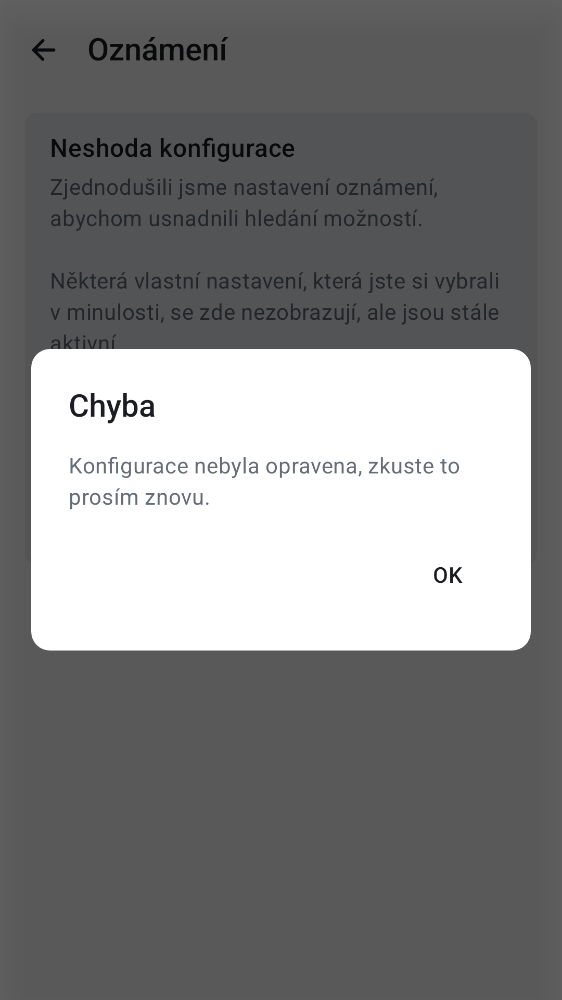 Oznámení
Neshoda konfigurace
Zjednodušili jsme nastavení oznámení,
abychom usnadnili hledání možností.
Některá vlastní nastavení, která jste si vybrali
v minulosti, se zde nezobrazují, ale jsou stále
aktivní
Chyba
Konfigurace nebyla opravena, zkuste to
prosím znovu.
OK